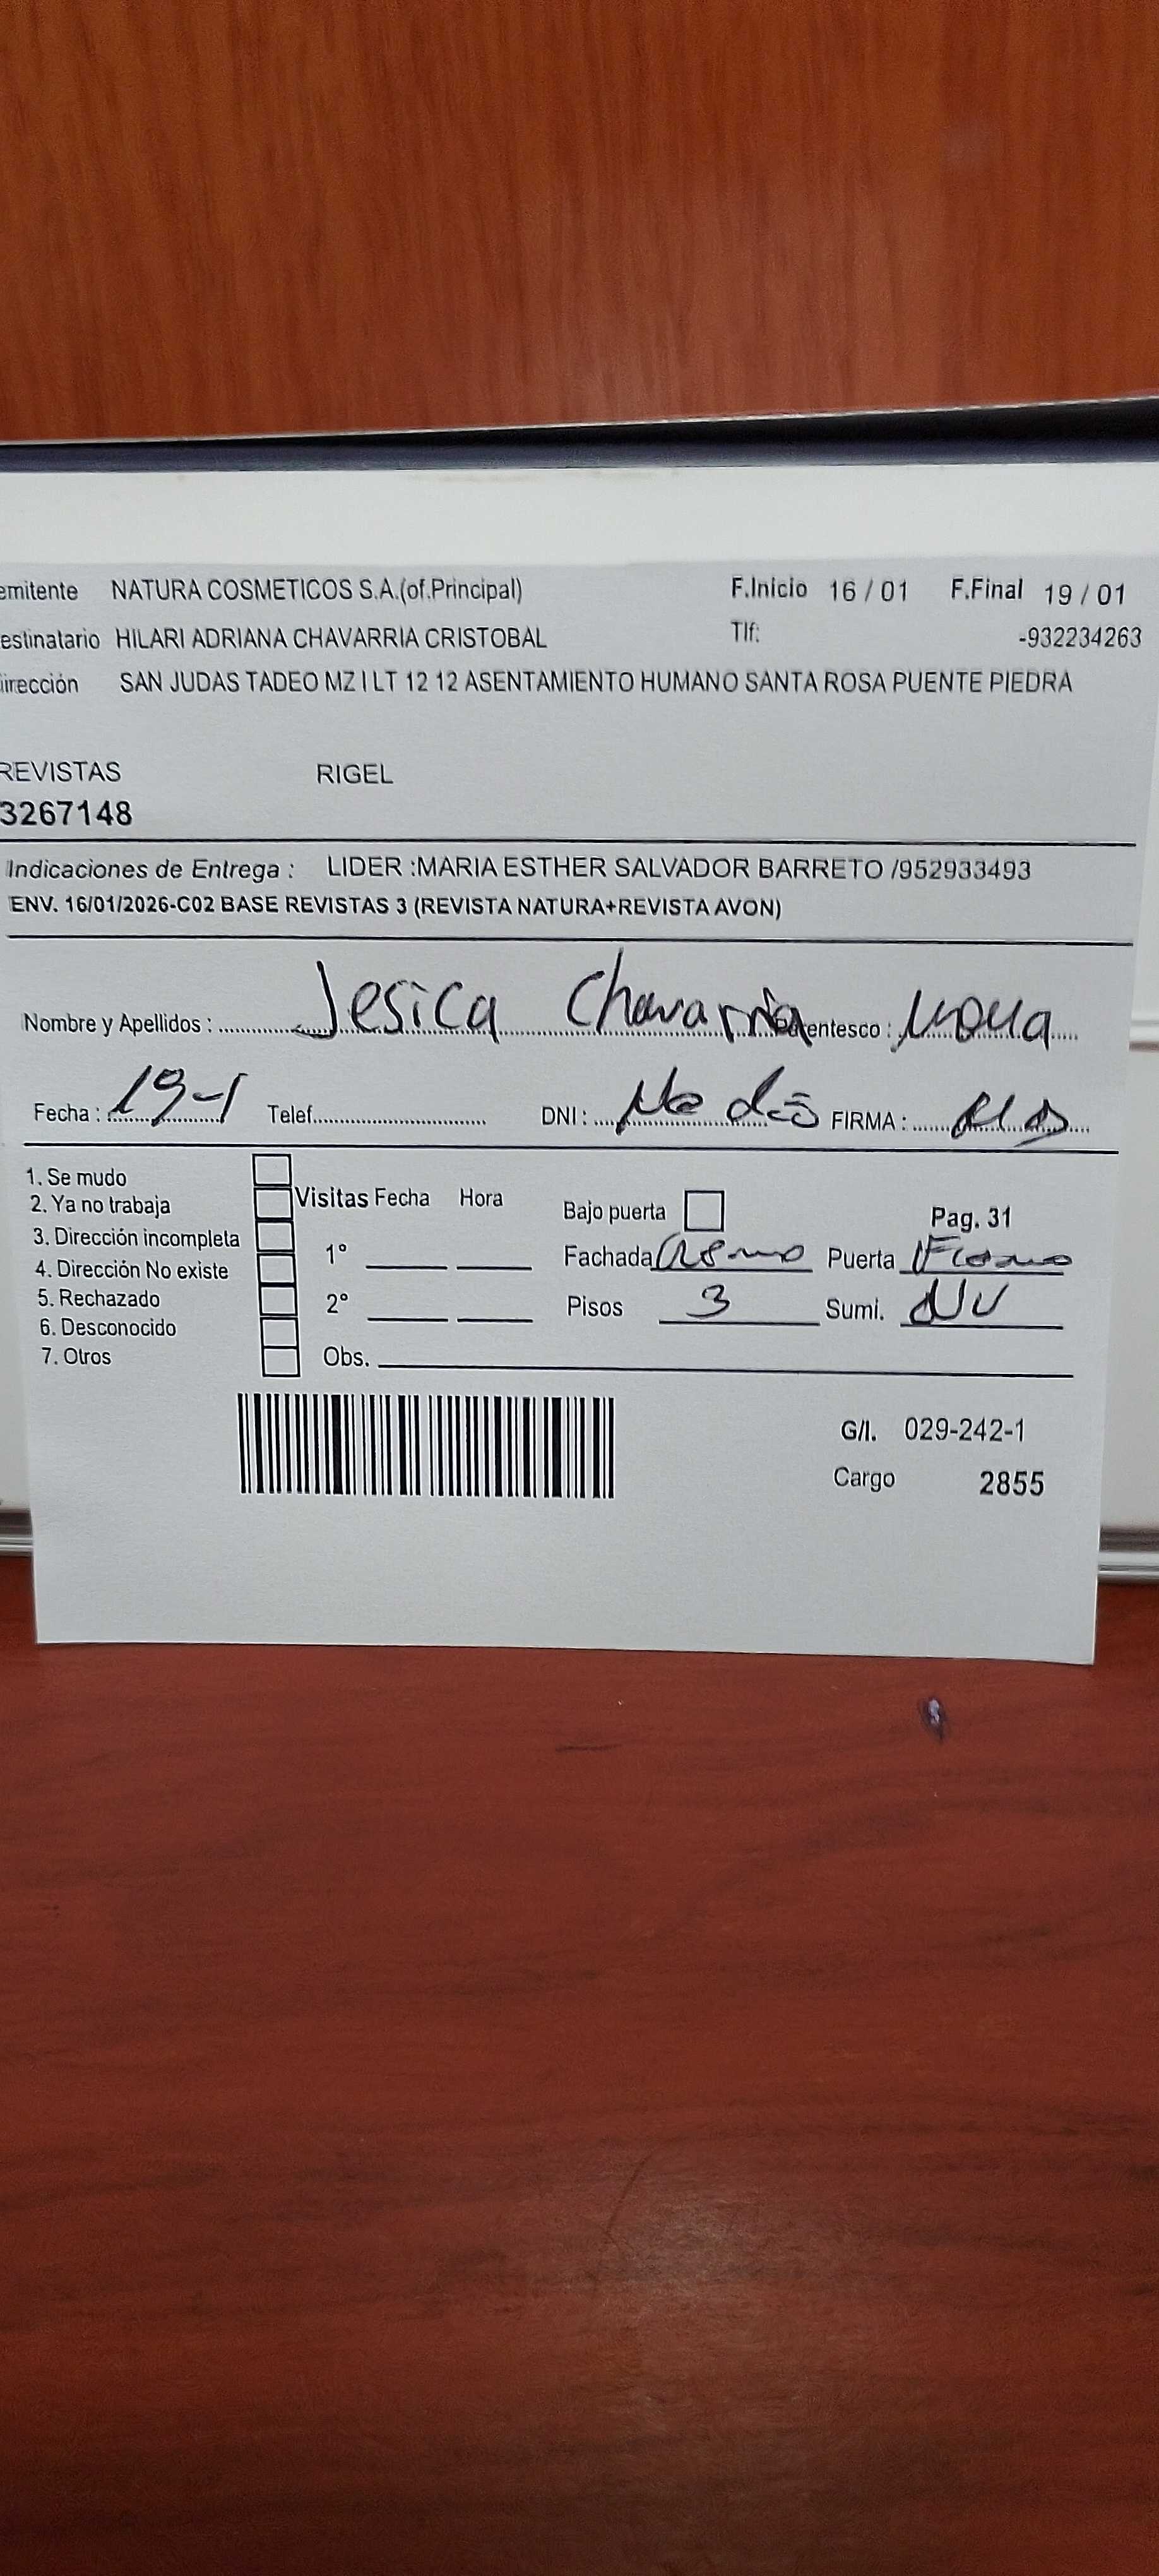 emitente NATURA COSMETICOS S.A.(of.Principal) F.Inicio 16 / 01 F.Final 19 / 01
estinatario HILARI ADRIANA CHAVARRIA CRISTOBAL Tlf: -932234263
irección SAN JUDAS TADEO MZ I LT 12 12 ASENTAMIENTO HUMANO SANTA ROSA PUENTE PIEDRA
REVISTAS RIGEL
3267148
Indicaciones de Entrega : LIDER :MARIA ESTHER SALVADOR BARRETO /952933493
ENV. 16/01/2026-C02 BASE REVISTAS 3 (REVISTA NATURA+REVISTA AVON)
Nombre y Apellidos : Jesica Chavarria entesco :
Fecha : 19-1 Telef. DNI : No dió FIRMA :
1. Se mudo
2. Ya no trabaja Visitas Fecha Hora Bajo puerta Pag. 31
3. Dirección incompleta 1° Fachada Puerta
4. Dirección No existe
5. Rechazado 2° Pisos 3 Sumi.
6. Desconocido
7. Otros Obs.
G/I. 029-242-1
Cargo 2855